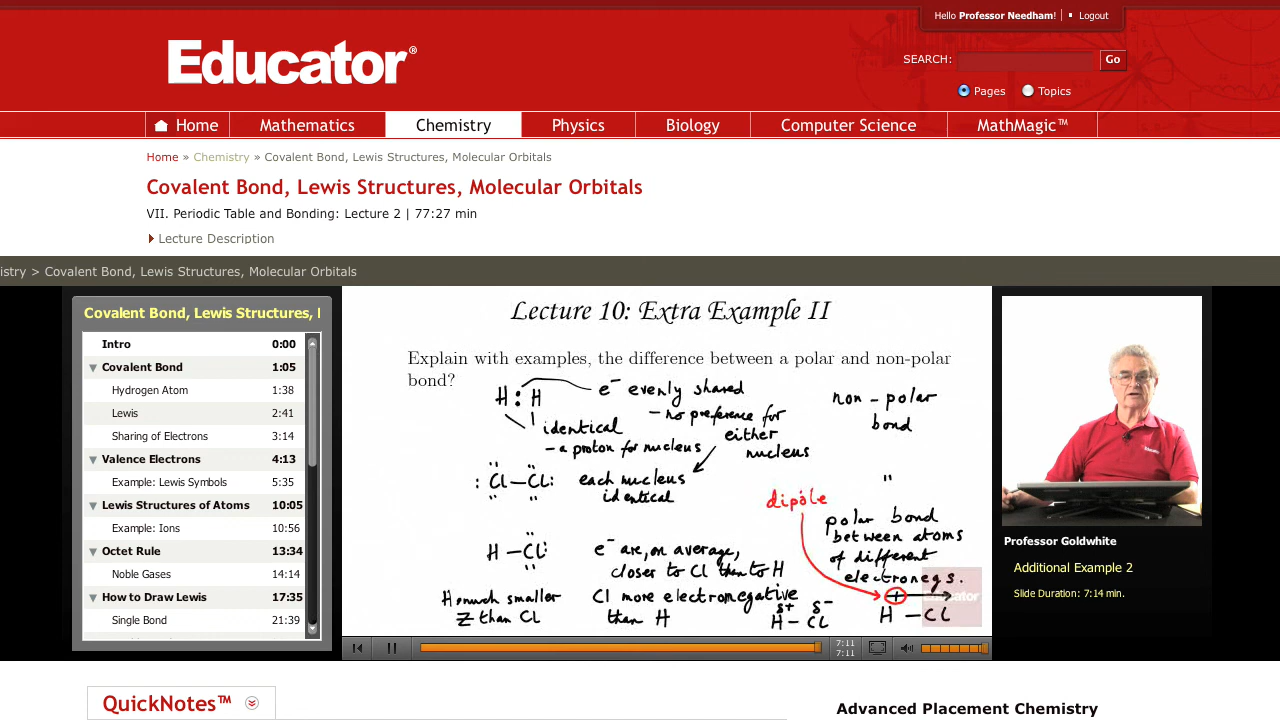 Hello Professor Needham! Logout
Educator®
SEARCH: Go
Pages Topics
Home Mathematics Chemistry Physics Biology Computer Science MathMagic™
Home » Chemistry » Covalent Bond, Lewis Structures, Molecular Orbitals
Covalent Bond, Lewis Structures, Molecular Orbitals
VII. Periodic Table and Bonding: Lecture 2 | 77:27 min
Lecture Description
istry > Covalent Bond, Lewis Structures, Molecular Orbitals
Covalent Bond, Lewis Structures, I
Intro 0:00
Covalent Bond 1:05
Hydrogen Atom 1:38
Lewis 2:41
Sharing of Electrons 3:14
Valence Electrons 4:13
Example: Lewis Symbols 5:35
Lewis Structures of Atoms 10:05
Example: Ions 10:56
Octet Rule 13:34
Noble Gases 14:14
How to Draw Lewis 17:35
Single Bond 21:39
Lecture 10: Extra Example II
Explain with examples, the difference between a polar and non-polar
bond?
H : H e⁻ evenly shared non-polar
- no preference for bond
identical either
- a proton for nucleus nucleus
:Cl—Cl: each nucleus "
identical
dipole
polar bond
between atoms
H—Cl: e⁻ are, on average, of different
closer to Cl than to H electronegs.
H much smaller Cl more electronegative
Z than Cl than H
δ+ δ−
H—Cl H—Cl
Educator
7:11
7:11
Professor Goldwhite
Additional Example 2
Slide Duration: 7:14 min.
QuickNotes™
Advanced Placement Chemistry